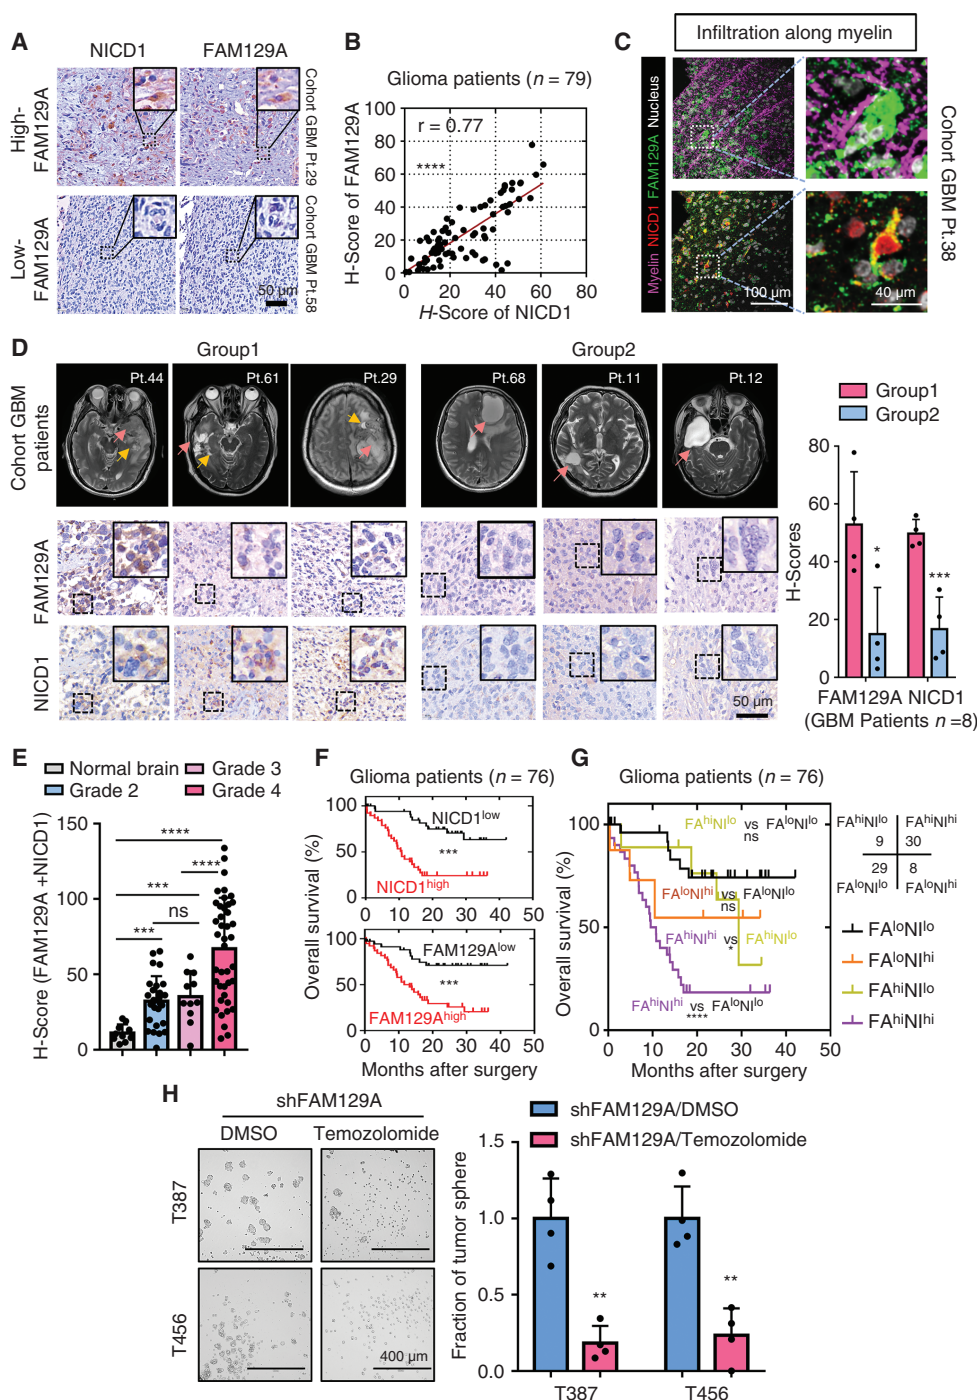 A
NICD1 FAM129A
High-
FAM129A
Cohort GBM Pt.29
Low-
FAM129A
Cohort GBM Pt.58
50 µm
B
Glioma patients (n = 79)
H-Score of FAM129A
100
80
60
40
20
0
r = 0.77
****
0 20 40 60 80
H-Score of NICD1
C
Infiltration along myelin
Myelin NICD1 FAM129A Nucleus
100 µm
40 µm
Cohort GBM Pt.38
D
Group1
Group2
Cohort GBM
patients
Pt.44
Pt.61
Pt.29
Pt.68
Pt.11
Pt.12
FAM129A
NICD1
50 µm
Group1
Group2
H-Scores
80
60
40
20
0
*
***
FAM129A NICD1
(GBM Patients n =8)
E
Normal brain
Grade 2
Grade 3
Grade 4
H-Score (FAM129A +NICD1)
150
100
50
0
****
****
***
ns
***
***
F
Glioma patients (n = 76)
Overall survival (%)
100
50
0
NICD1low
***
NICD1high
100
50
0
FAM129Alow
***
FAM129Ahigh
0 10 20 30 40 50
Months after surgery
G
Glioma patients (n = 76)
Overall survival (%)
100
50
0
FAhiNIlo vs FAloNIlo
ns
FAloNIhi vs FAloNIlo
ns
FAhiNIhi vs FAhiNIlo
*
FAhiNIhi vs FAloNIlo
****
0 10 20 30 40 50
Months after surgery
FAhiNIlo FAhiNIhi
9 30
29 8
FAloNIlo FAloNIhi
FAloNIlo
FAloNIhi
FAhiNIlo
FAhiNIhi
H
shFAM129A
DMSO Temozolomide
T387
T456
400 µm
shFAM129A/DMSO
shFAM129A/Temozolomide
Fraction of tumor sphere
1.5
1.0
0.5
0.0
**
**
T387 T456